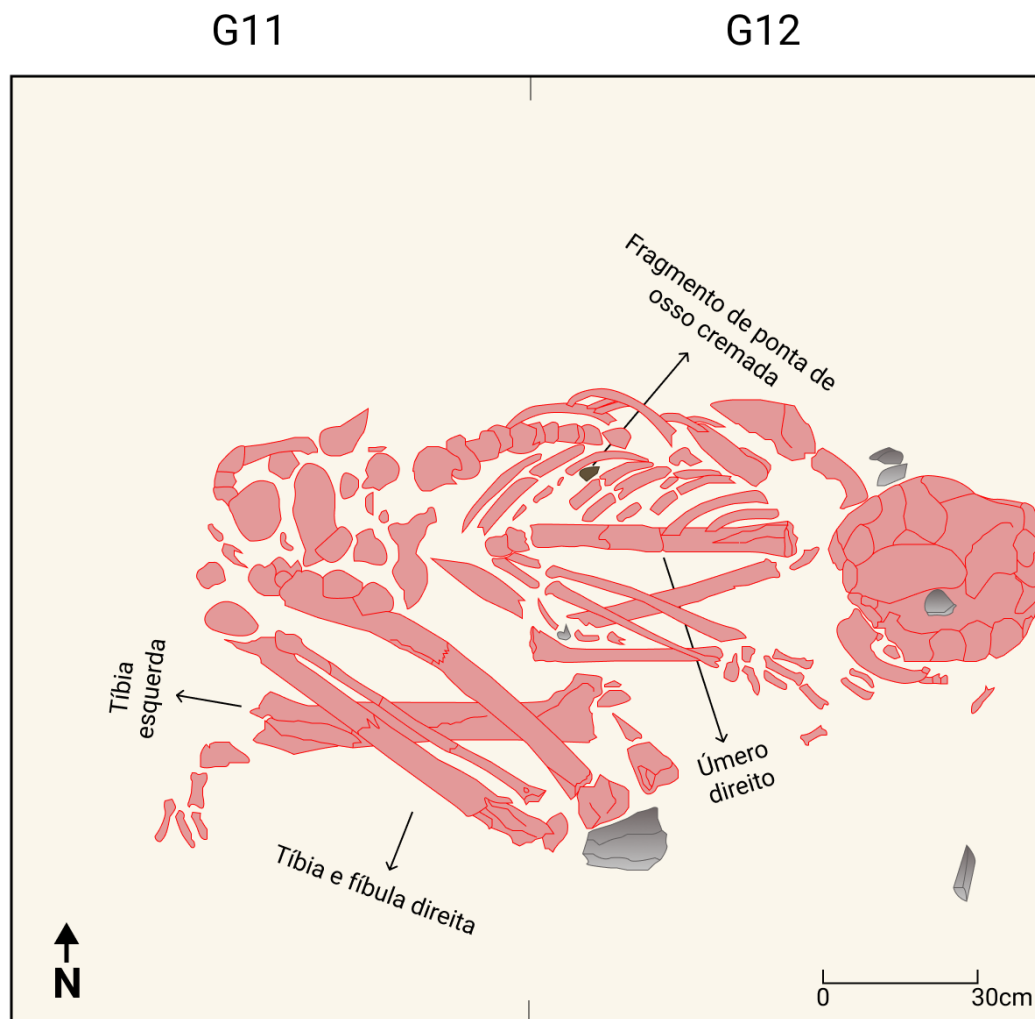 G11
G12
Fragmento de ponta de
osso cremada
Tíbia
esquerda
Úmero
direito
Tíbia e fíbula direita
N
0
30cm